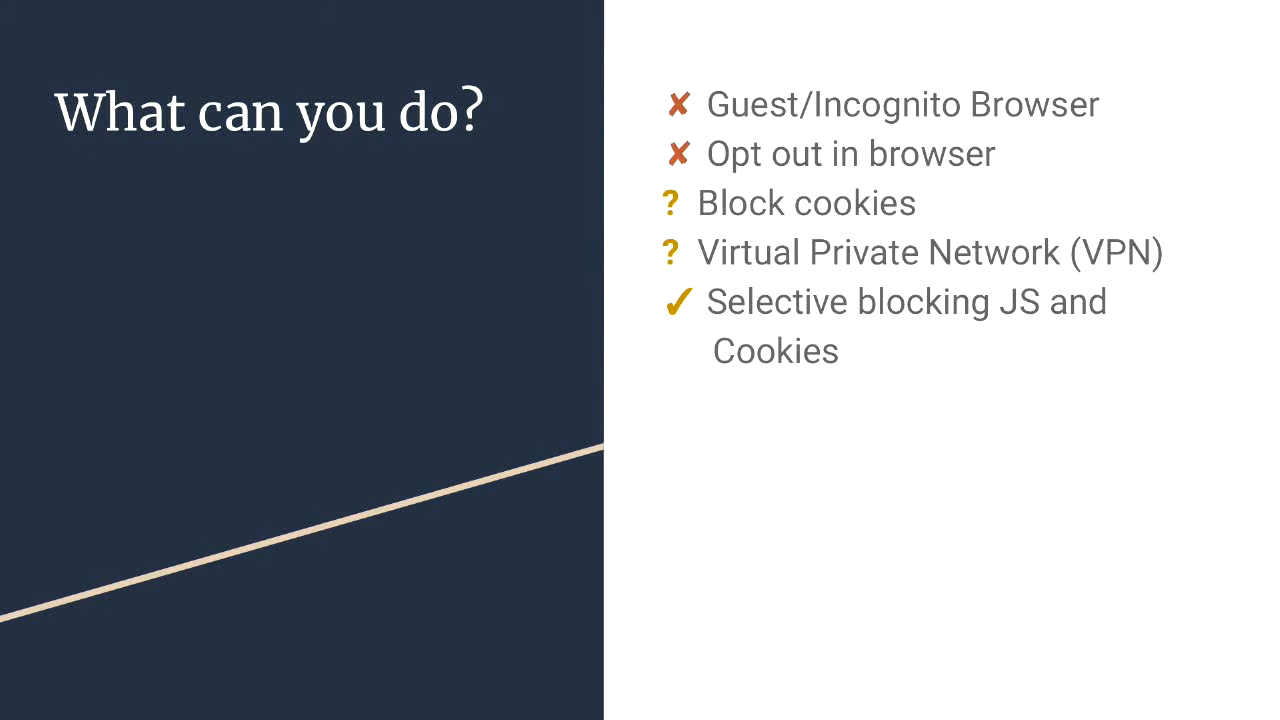 What can you do?
✘ Guest/Incognito Browser
✘ Opt out in browser
? Block cookies
? Virtual Private Network (VPN)
✓ Selective blocking JS and
Cookies